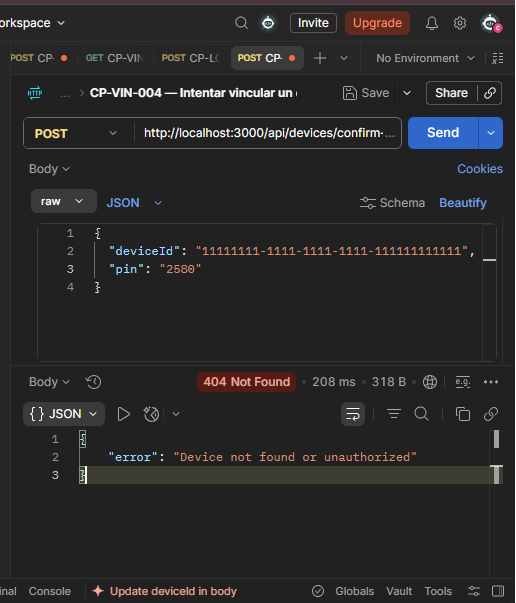 orkspace
Invite
Upgrade
POST CP-
GET CP-VIN
POST CP-LO
POST CP-
No Environment
HTTP
... > CP-VIN-004 — Intentar vincular un
Save
Share
POST
http://localhost:3000/api/devices/confirm-...
Send
Body
Cookies
raw
JSON
Schema
Beautify
1 {
2 "deviceId": "11111111-1111-1111-1111-111111111111",
3 "pin": "2580"
4 }
Body
404 Not Found • 208 ms • 318 B
e.g.
{} JSON
1 {
2 "error": "Device not found or unauthorized"
3 }
inal
Console
Update deviceId in body
Globals
Vault
Tools